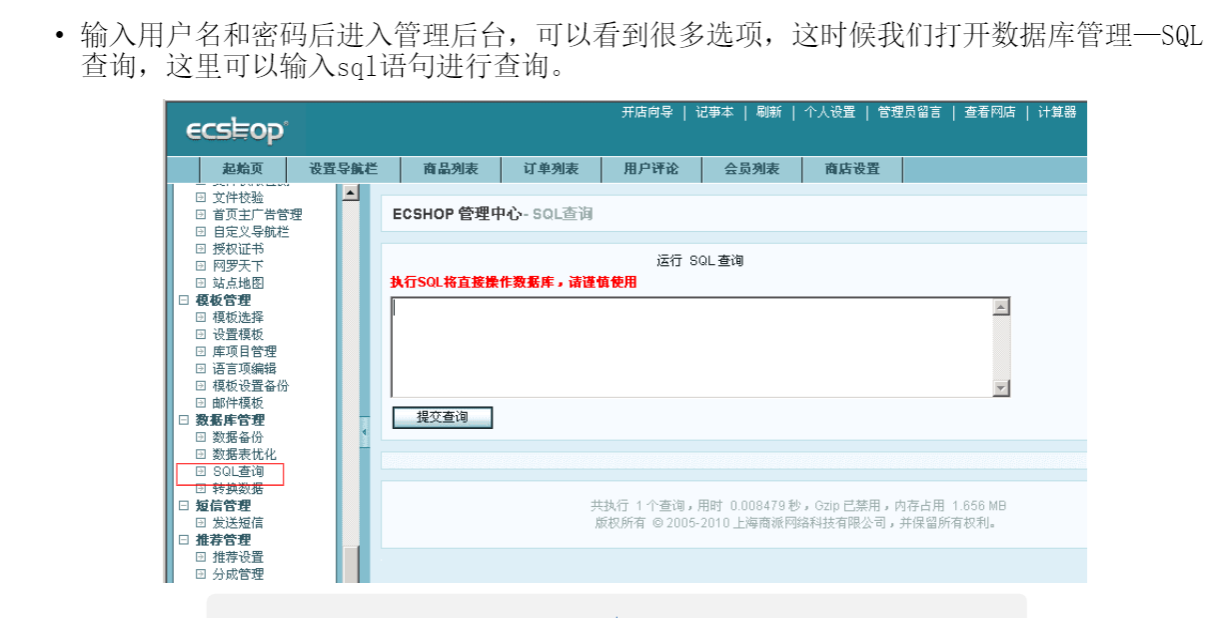 • 输入用户名和密码后进入管理后台，可以看到很多选项，这时候我们打开数据库管理—SQL
查询，这里可以输入sql语句进行查询。
开店向导 | 记事本 | 刷新 | 个人设置 | 管理员留言 | 查看网店 | 计算器
ecshop
起始页 设置导航栏 商品列表 订单列表 用户评论 会员列表 商店设置
文件校验
首页主广告管理
自定义导航栏
授权证书
网罗天下
站点地图
模板管理
模板选择
设置模板
库项目管理
语言项编辑
模板设置备份
邮件模板
数据库管理
数据备份
数据表优化
SQL查询
转换数据
短信管理
发送短信
推荐管理
推荐设置
分成管理
ECSHOP 管理中心 - SQL查询
运行 SQL 查询
执行SQL将直接操作数据库，请谨慎使用
提交查询
共执行 1 个查询，用时 0.008479 秒，Gzip 已禁用，内存占用 1.656 MB
版权所有 © 2005-2010 上海商派网络科技有限公司，并保留所有权利。